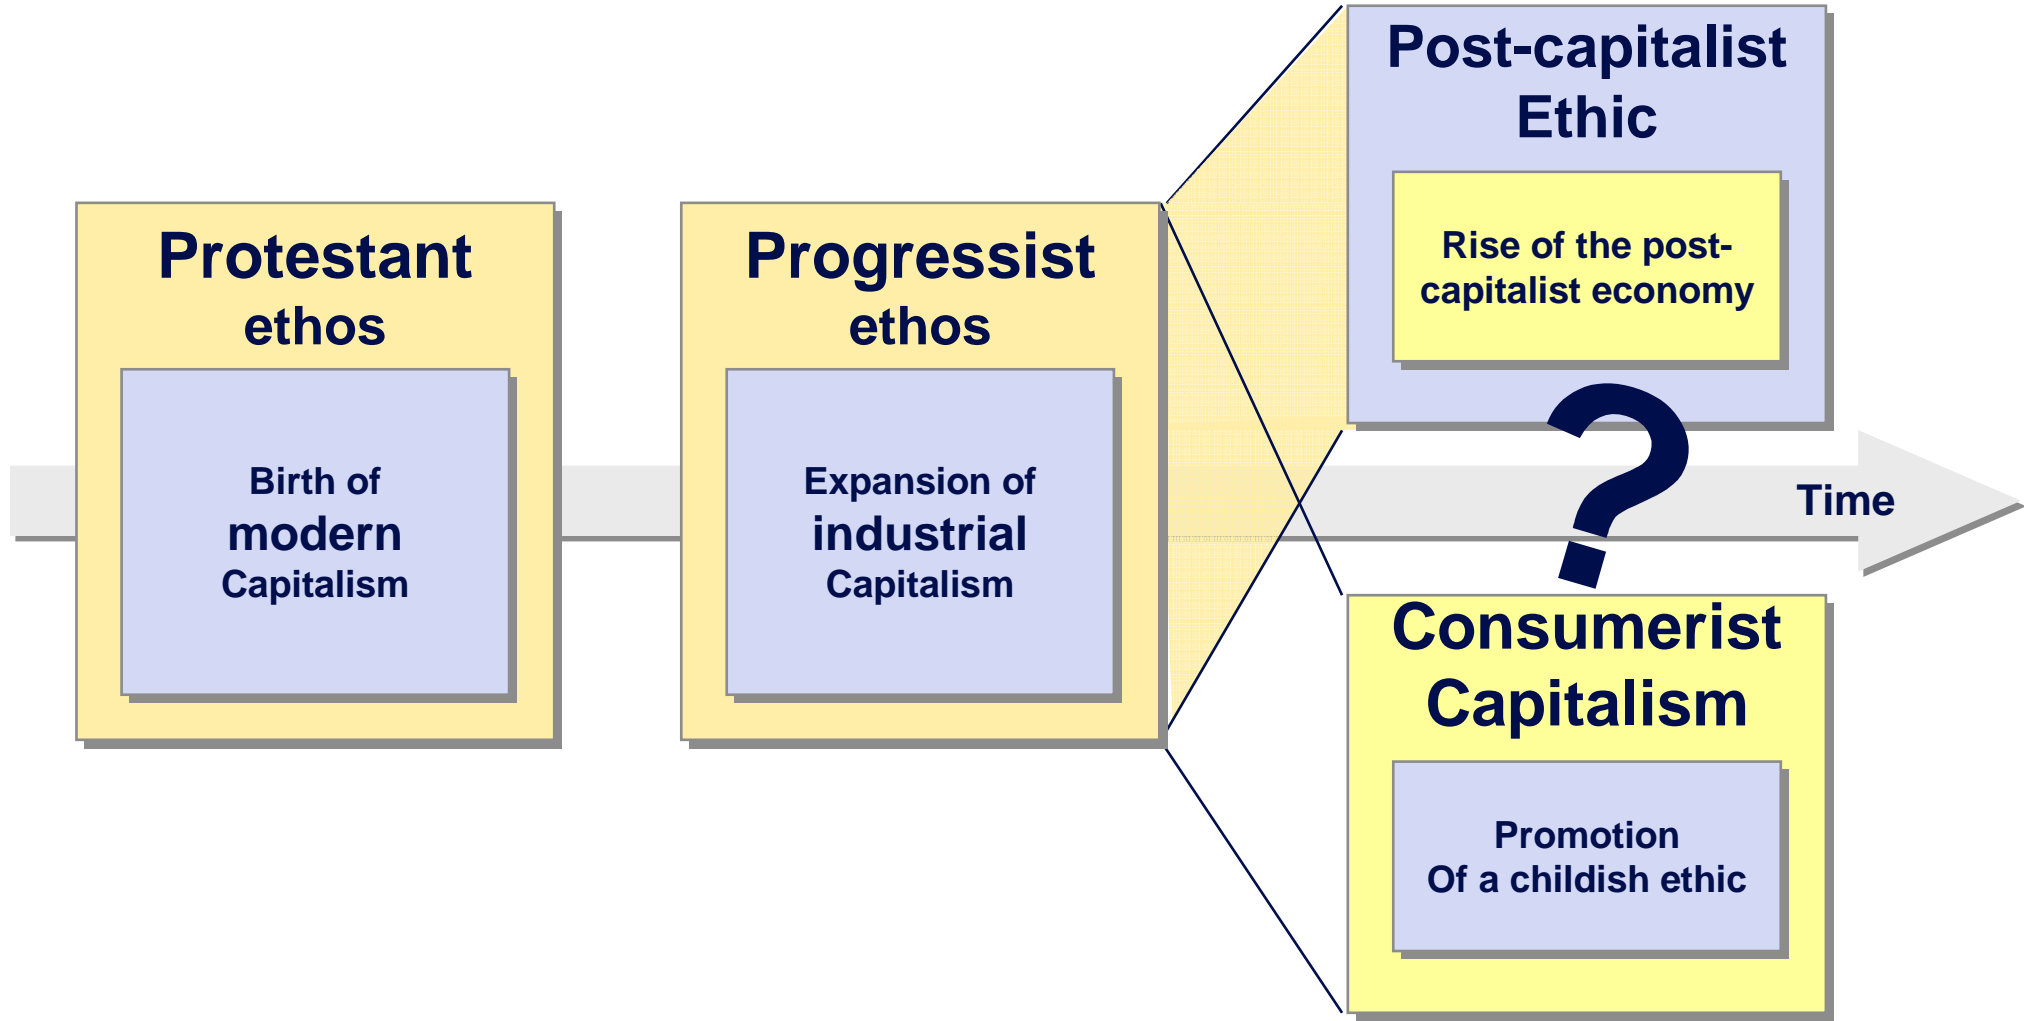 Protestant
ethos
Birth of
modern
Capitalism
Progressist
ethos
Expansion of
industrial
Capitalism
Post-capitalist
Ethic
Rise of the post-
capitalist economy
?
Time
Consumerist
Capitalism
Promotion
Of a childish ethic